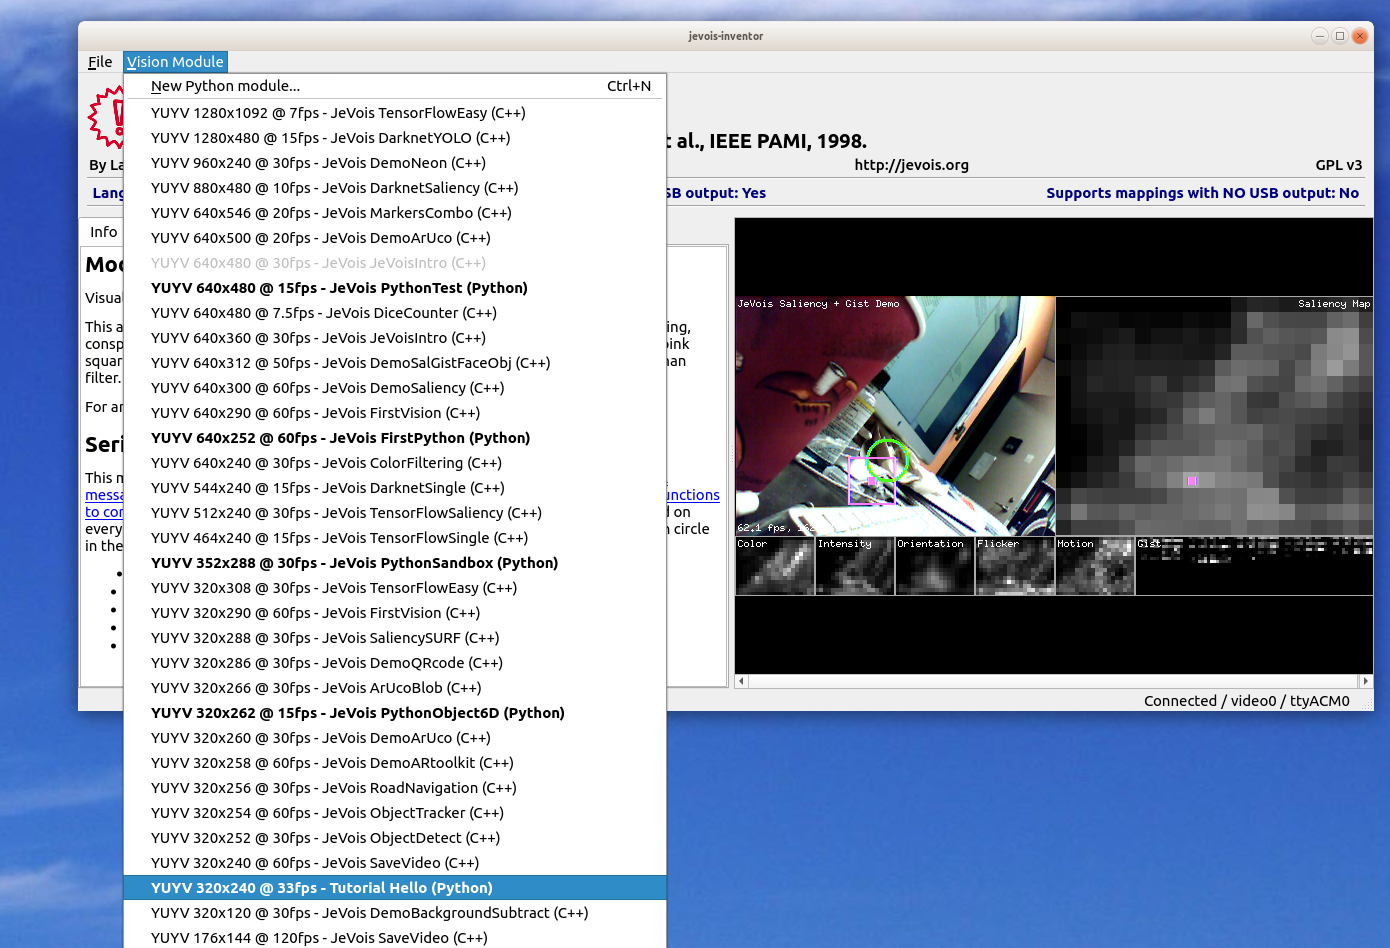 jevois-inventor
File Vision Module
New Python module... Ctrl+N
YUYV 1280x1092 @ 7fps - JeVois TensorFlowEasy (C++)
YUYV 1280x480 @ 15fps - JeVois DarknetYOLO (C++)
YUYV 960x240 @ 30fps - JeVois DemoNeon (C++)
YUYV 880x480 @ 10fps - JeVois DarknetSaliency (C++)
YUYV 640x546 @ 20fps - JeVois MarkersCombo (C++)
YUYV 640x500 @ 20fps - JeVois DemoArUco (C++)
YUYV 640x480 @ 30fps - JeVois JeVoisIntro (C++)
YUYV 640x480 @ 15fps - JeVois PythonTest (Python)
YUYV 640x480 @ 7.5fps - JeVois DiceCounter (C++)
YUYV 640x360 @ 30fps - JeVois JeVoisIntro (C++)
YUYV 640x312 @ 50fps - JeVois DemoSalGistFaceObj (C++)
YUYV 640x300 @ 60fps - JeVois DemoSaliency (C++)
YUYV 640x290 @ 60fps - JeVois FirstVision (C++)
YUYV 640x252 @ 60fps - JeVois FirstPython (Python)
YUYV 640x240 @ 30fps - JeVois ColorFiltering (C++)
YUYV 544x240 @ 15fps - JeVois DarknetSingle (C++)
YUYV 512x240 @ 30fps - JeVois TensorFlowSaliency (C++)
YUYV 464x240 @ 15fps - JeVois TensorFlowSingle (C++)
YUYV 352x288 @ 30fps - JeVois PythonSandbox (Python)
YUYV 320x308 @ 30fps - JeVois TensorFlowEasy (C++)
YUYV 320x290 @ 60fps - JeVois FirstVision (C++)
YUYV 320x288 @ 30fps - JeVois SaliencySURF (C++)
YUYV 320x286 @ 30fps - JeVois DemoQRcode (C++)
YUYV 320x266 @ 30fps - JeVois ArUcoBlob (C++)
YUYV 320x262 @ 15fps - JeVois PythonObject6D (Python)
YUYV 320x260 @ 30fps - JeVois DemoArUco (C++)
YUYV 320x258 @ 60fps - JeVois DemoARtoolkit (C++)
YUYV 320x256 @ 30fps - JeVois RoadNavigation (C++)
YUYV 320x254 @ 60fps - JeVois ObjectTracker (C++)
YUYV 320x252 @ 30fps - JeVois ObjectDetect (C++)
YUYV 320x240 @ 60fps - JeVois SaveVideo (C++)
YUYV 320x240 @ 33fps - Tutorial Hello (Python)
YUYV 320x120 @ 30fps - JeVois DemoBackgroundSubtract (C++)
YUYV 176x144 @ 120fps - JeVois SaveVideo (C++)
t al., IEEE PAMI, 1998.
By La http://jevois.org GPL v3
Lang SB output: Yes Supports mappings with NO USB output: No
Info
Mod
Visual
This a ing,
consp pink
squar man
filter.
For an
Seri
This m
messa unctions
to cor d on
every n circle
in the
JeVois Saliency + Gist Demo Saliency Map
62.1 fps,
Color Intensity Orientation Flicker Motion Gist
Connected / video0 / ttyACM0